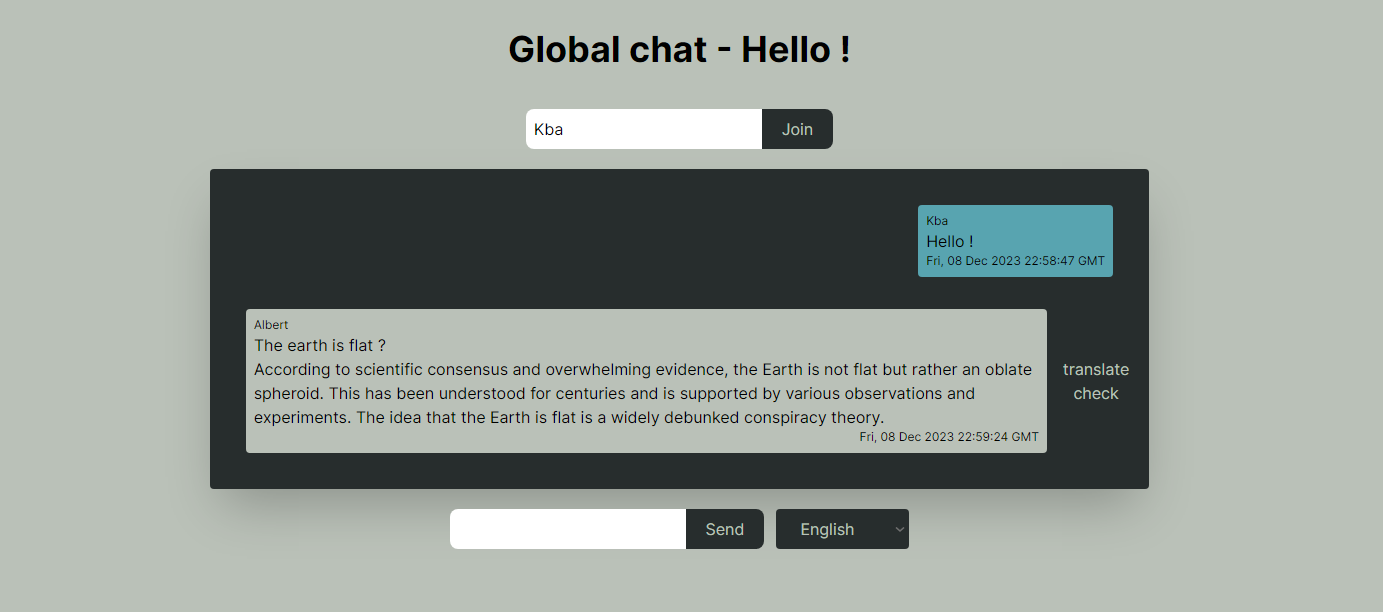 Global chat - Hello !
Kba
Join
Kba
Hello !
Fri, 08 Dec 2023 22:58:47 GMT
Albert
The earth is flat ?
According to scientific consensus and overwhelming evidence, the Earth is not flat but rather an oblate
spheroid. This has been understood for centuries and is supported by various observations and
experiments. The idea that the Earth is flat is a widely debunked conspiracy theory.
Fri, 08 Dec 2023 22:59:24 GMT
translate
check
Send
English